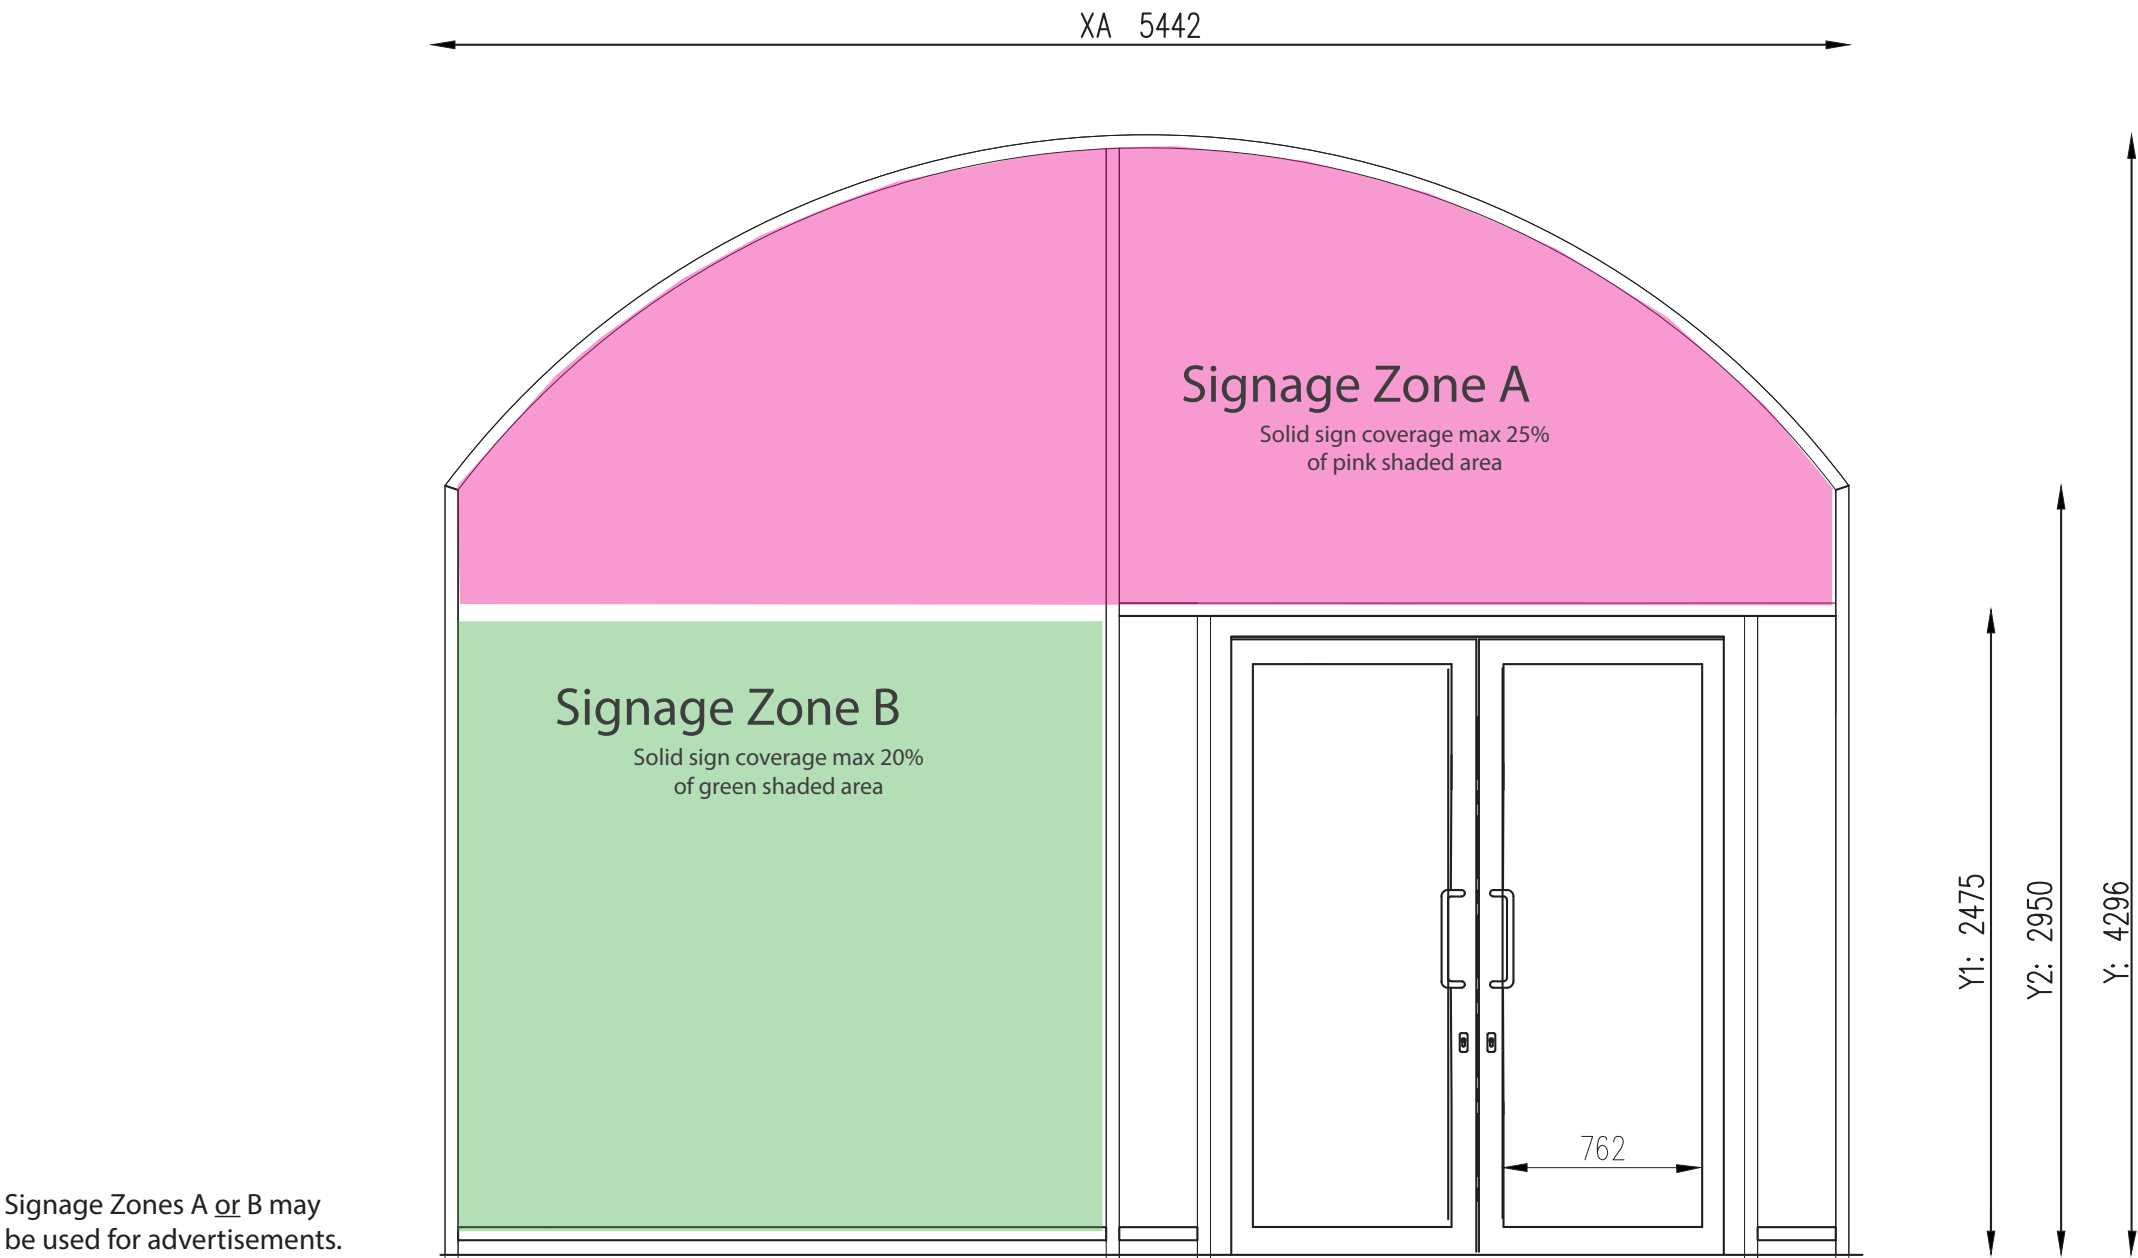 XA 5442
Signage Zone A
Solid sign coverage max 25%
of pink shaded area
Signage Zone B
Solid sign coverage max 20%
of green shaded area
Y1: 2475
Y2: 2950
Y: 4296
762
Signage Zones A or B may
be used for advertisements.